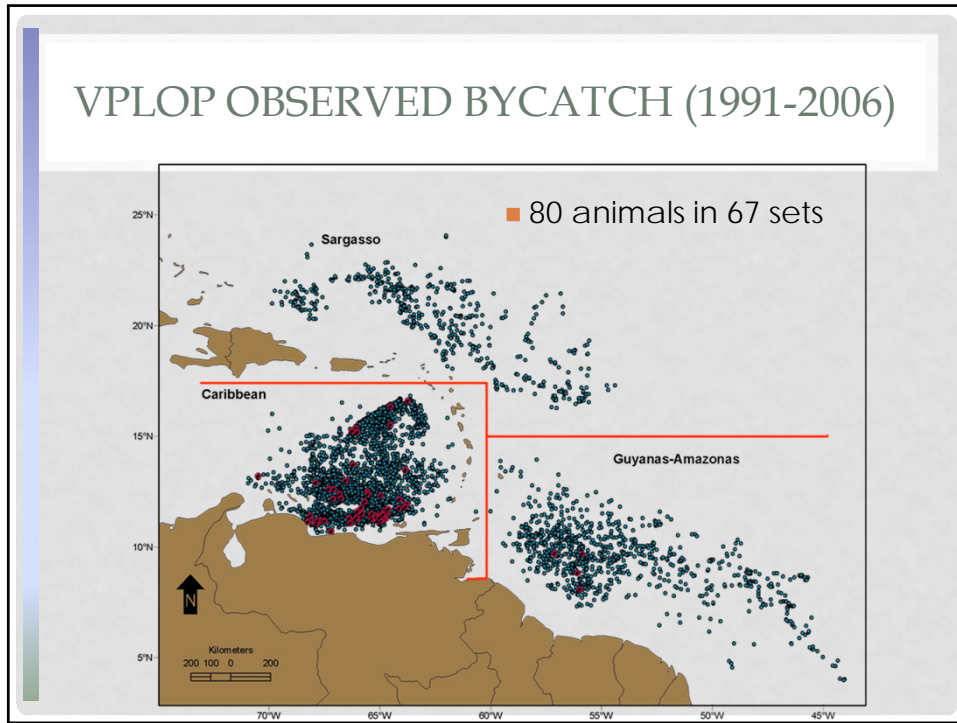 VPLOP OBSERVED BYCATCH (1991-2006)
80 animals in 67 sets
25°N
Sargasso
20°N
Caribbean
15°N
Guyanas-Amazonas
10°N
N
Kilometers
200 100 0 200
5°N
70°W 65°W 60°W 55°W 50°W 45°W